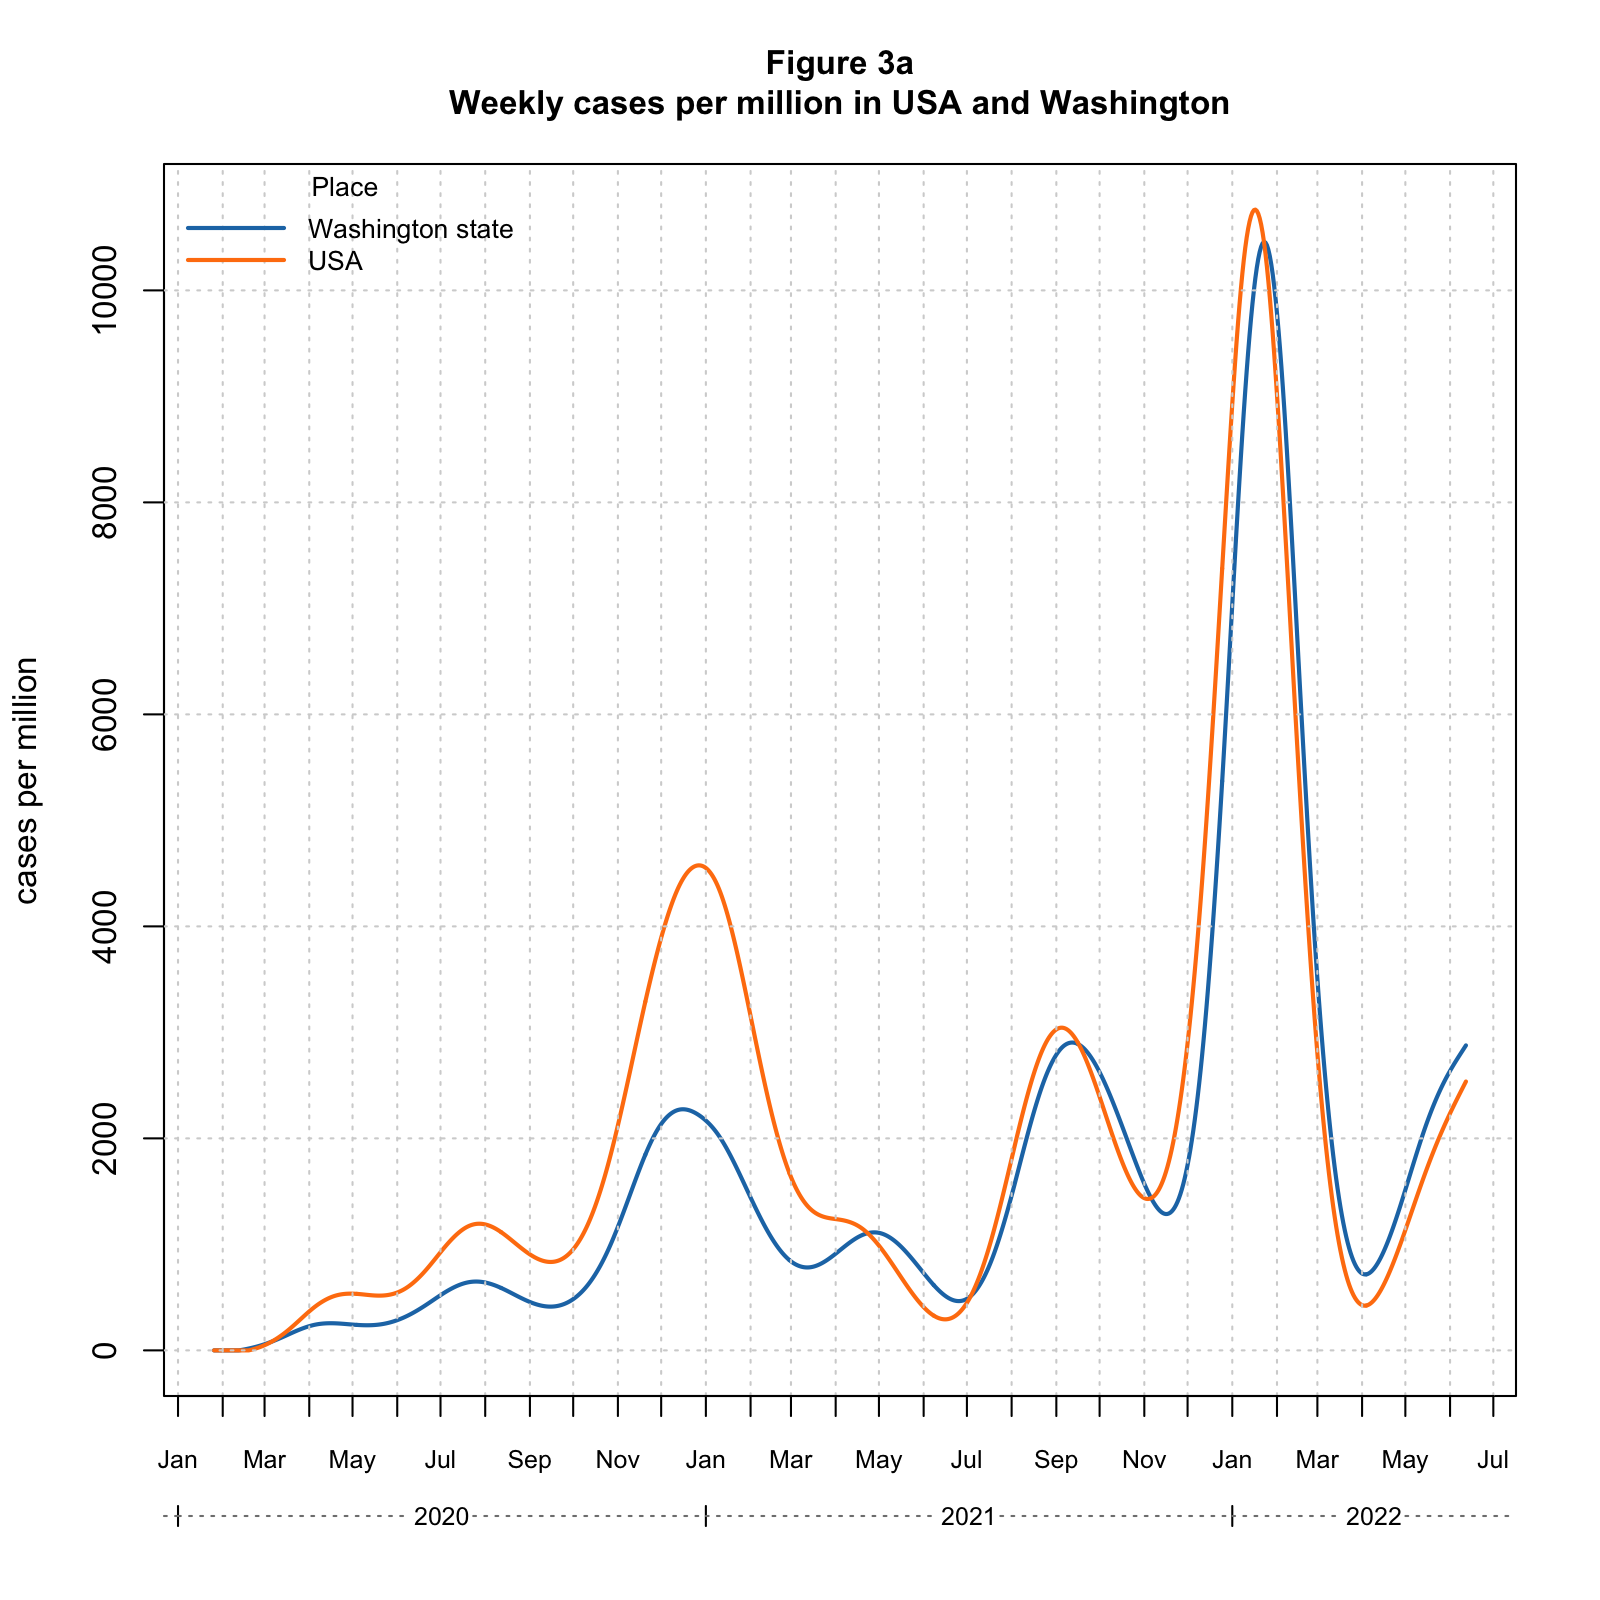 Figure 3a
Weekly cases per million in USA and Washington
Place
Washington state
USA
cases per million
10000
8000
6000
4000
2000
0
Jan Mar May Jul Sep Nov Jan Mar May Jul Sep Nov Jan Mar May Jul
2020 2021 2022